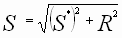 S = √((S*)² + R²)